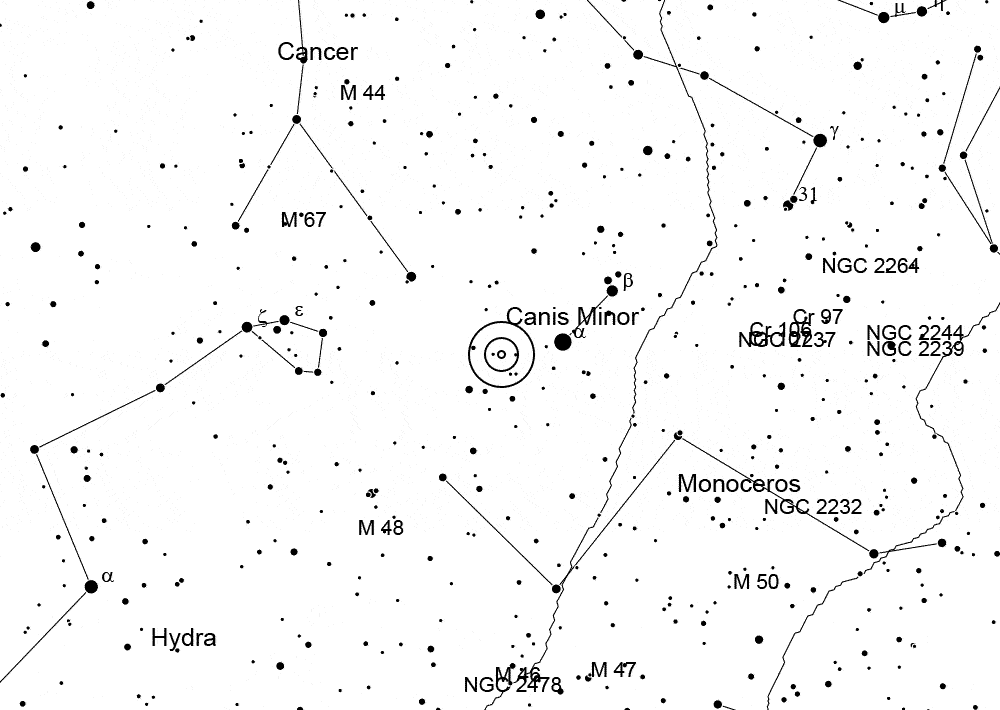 μ
η
Cancer
M 44
γ
31
M 67
NGC 2264
β
ζ
ε
Canis Minor
α
Cr 97
Cr 106
NGC 2237
NGC 2244
NGC 2239
Monoceros
NGC 2232
M 48
α
M 50
Hydra
M 46
M 47
NGC 2478